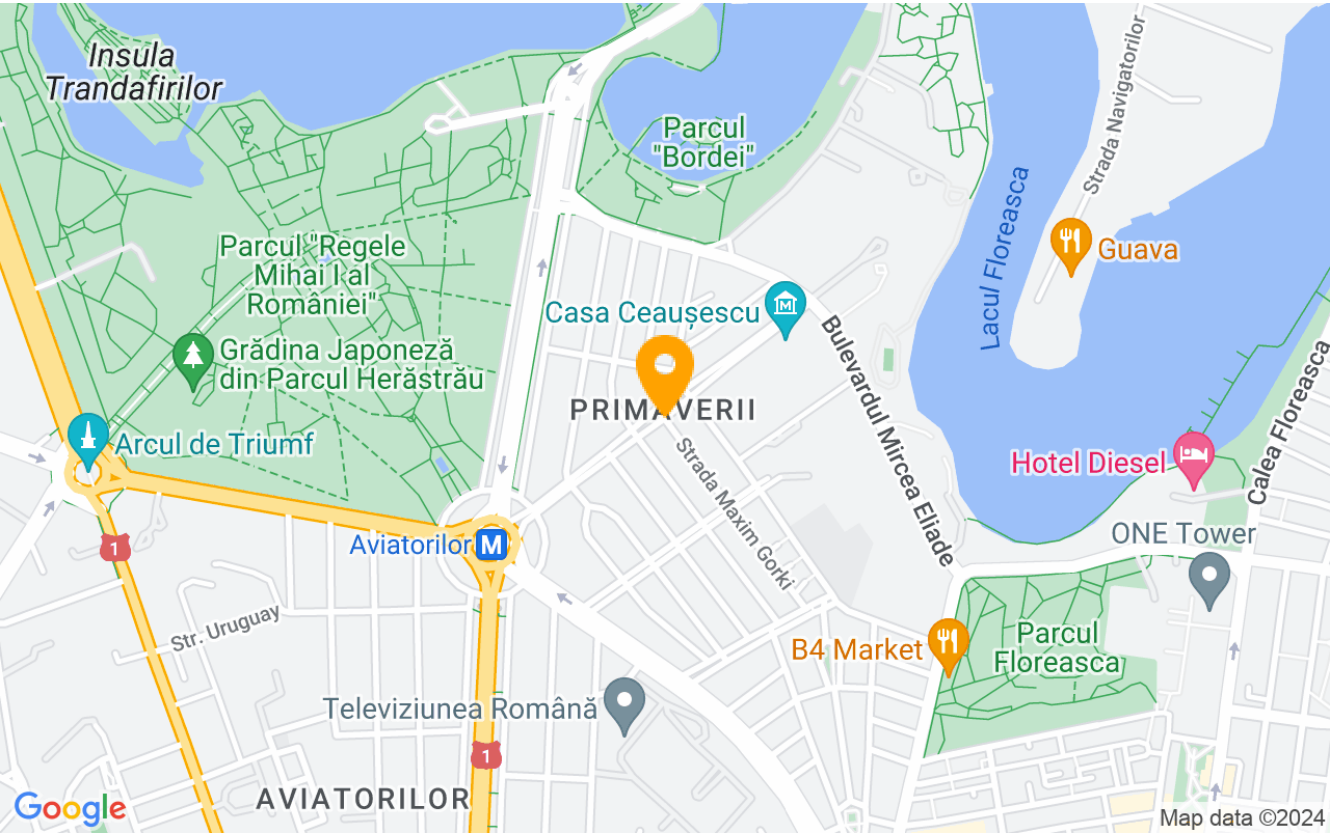 Insula
Trandafirilor
Strada Navigatorilor
Parcul
"Bordei"
Lacul Floreasca
Parcul "Regele
Mihai I al
României"
Guava
Casa Ceaușescu
Bulevardul Mircea Eliade
Grădina Japoneză
din Parcul Herăstrău
Calea Floreasca
PRIMAVERII
Arcul de Triumf
Strada Maxim Gorki
Hotel Diesel
ONE Tower
Aviatorilor M
1
Str. Uruguay
B4 Market
Parcul
Floreasca
Televiziunea Română
1
AVIATORILOR
Google
Map data ©2024